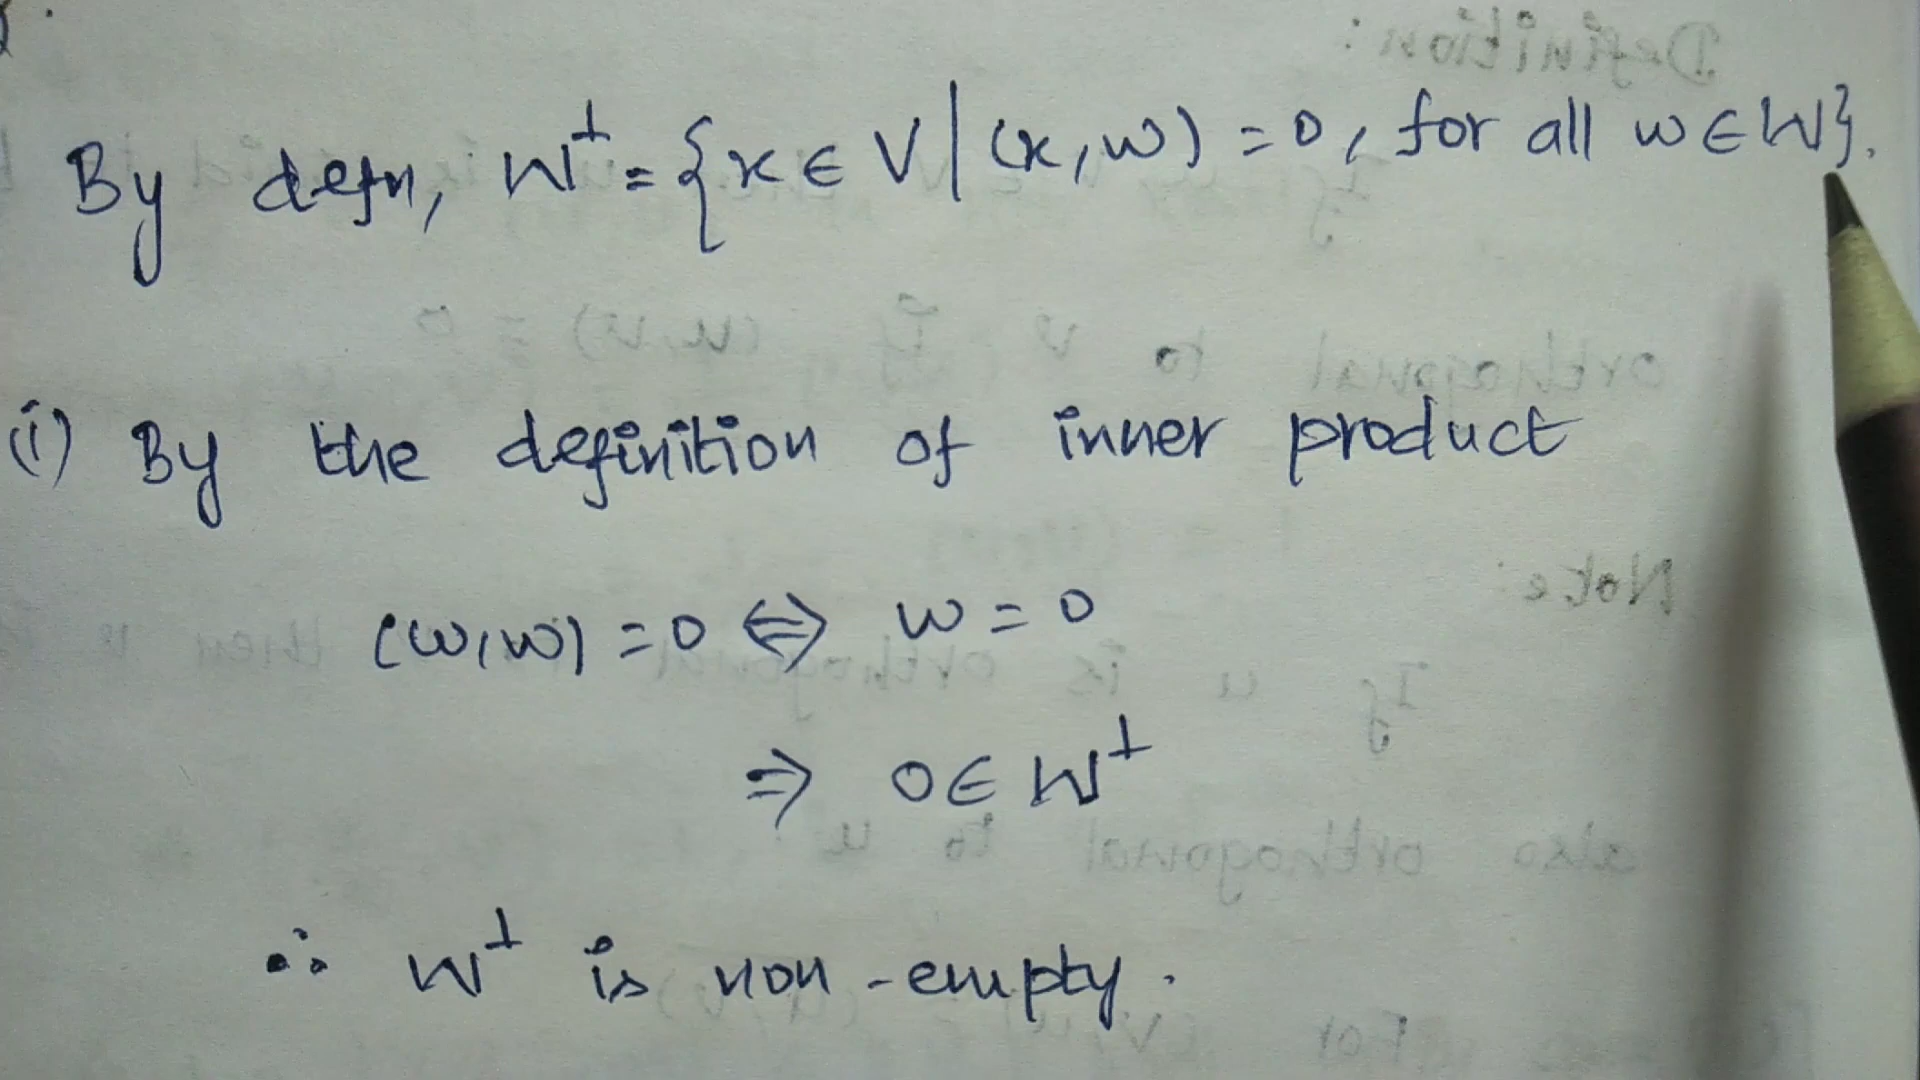 By defn, W⊥ = {x ∈ V | (x, w) = 0, for all w ∈ W}.
(i) By the definition of inner product
(w, w) = 0 ⇔ w = 0
⇒ 0 ∈ W⊥
∴ W⊥ is non-empty.